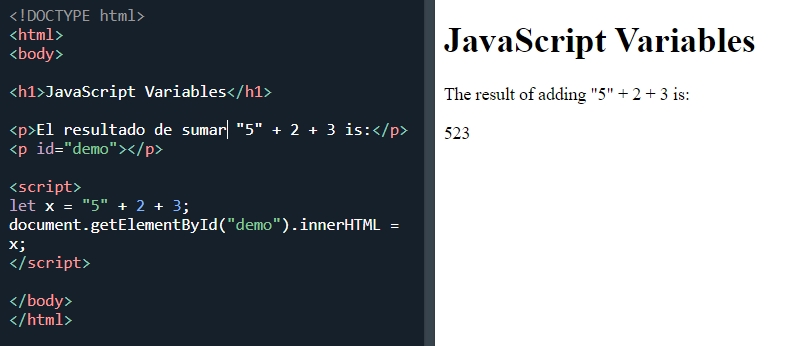 <!DOCTYPE html>
<html>
<body>
<h1>JavaScript Variables</h1>
<p>El resultado de sumar "5" + 2 + 3 is:</p>
<p id="demo"></p>
<script>
let x = "5" + 2 + 3;
document.getElementById("demo").innerHTML =
x;
</script>
</body>
</html>
JavaScript Variables
The result of adding "5" + 2 + 3 is:
523